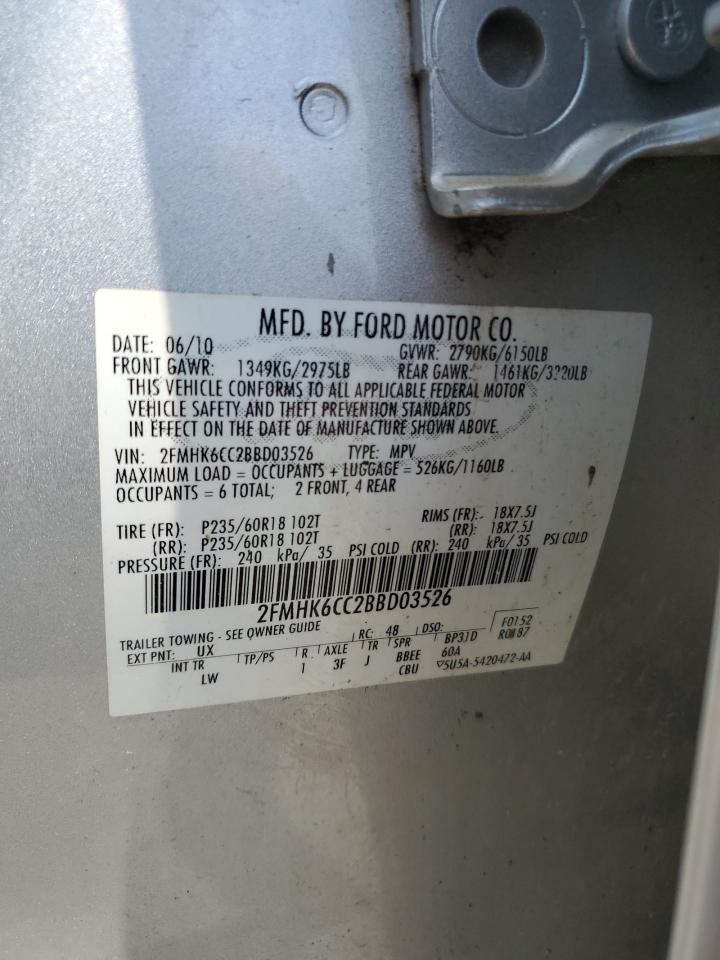 MFD. BY FORD MOTOR CO.
DATE: 06/10 GVWR: 2790KG/6150LB
FRONT GAWR: 1349KG/2975LB REAR GAWR: 1461KG/3220LB
THIS VEHICLE CONFORMS TO ALL APPLICABLE FEDERAL MOTOR
VEHICLE SAFETY AND THEFT PREVENTION STANDARDS
IN EFFECT ON THE DATE OF MANUFACTURE SHOWN ABOVE.
VIN: 2FMHK6CC2BBD03526 TYPE: MPV
MAXIMUM LOAD = OCCUPANTS + LUGGAGE = 526KG/1160LB
OCCUPANTS = 6 TOTAL; 2 FRONT, 4 REAR
TIRE (FR): P235/60R18 102T RIMS (FR): 18X7.5J
(RR): P235/60R18 102T (RR): 18X7.5J
PRESSURE (FR): 240 kPa/ 35 PSI COLD (RR): 240 kPa/ 35 PSI COLD
2FMHK6CC2BBD03526
TRAILER TOWING - SEE OWNER GUIDE RC: 48 DSO: F0152
EXT PNT: UX R AXLE TR SPR BP3JD
INT TR TP/PS 1 3F J BBEE 60A
LW CBU ▽5U5A-5420472-AA